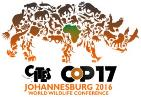 CITES COP17
JOHANNESBURG 2016
WORLD WILDLIFE CONFERENCE